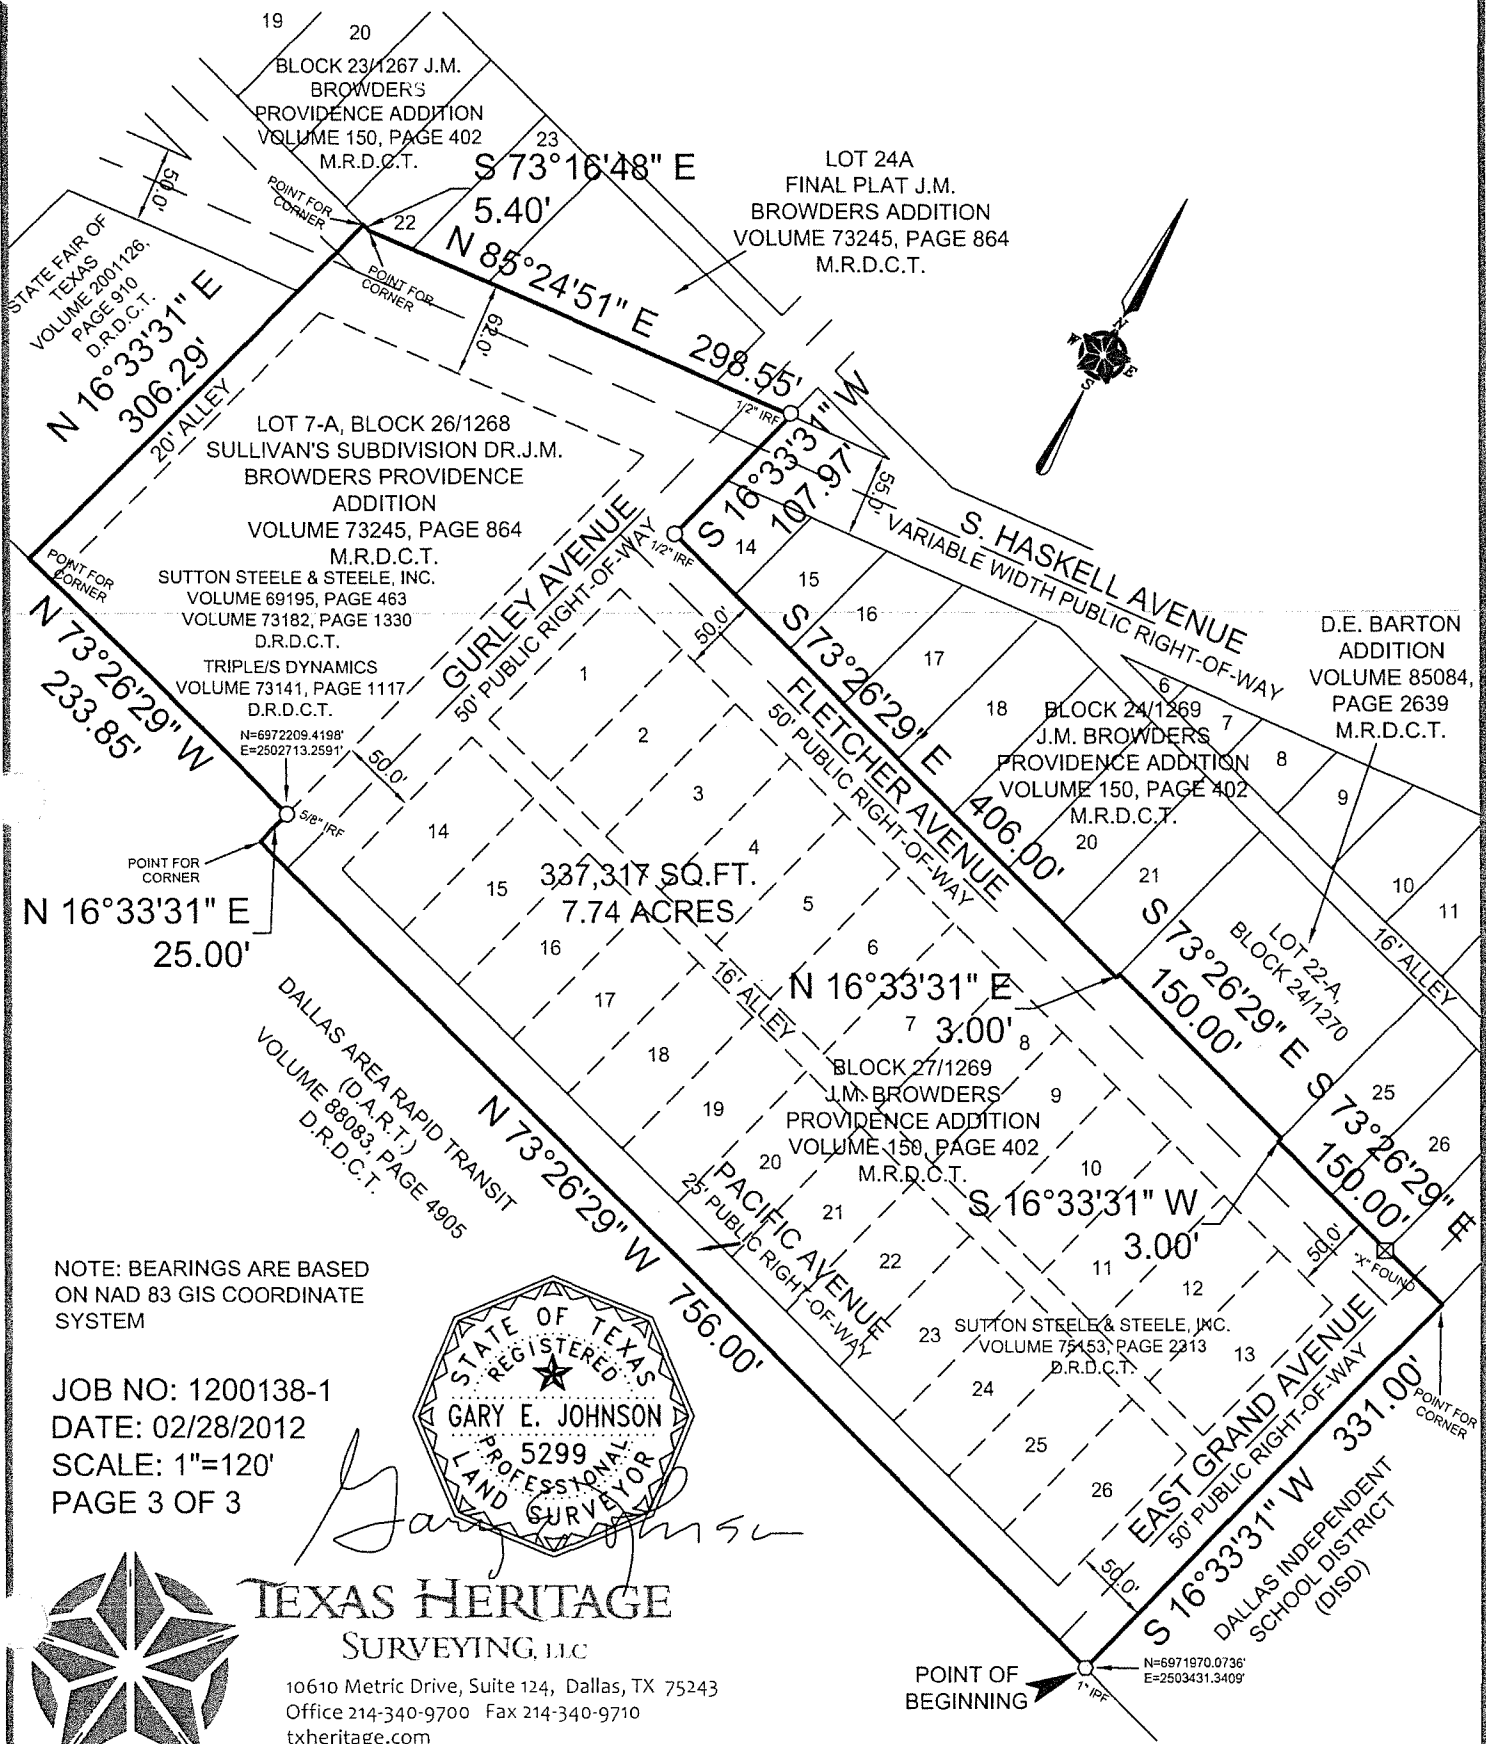 19
20
BLOCK 23/1267 J.M.
BROWDERS
PROVIDENCE ADDITION
VOLUME 150, PAGE 402
M.R.D.C.T.
23
22
S 73°16'48" E
5.40'
N 85°24'51" E
298.55'
LOT 24A
FINAL PLAT J.M.
BROWDERS ADDITION
VOLUME 73245, PAGE 864
M.R.D.C.T.
50.0'
POINT FOR
CORNER
POINT FOR
CORNER
STATE FAIR OF
TEXAS
VOLUME 2001126,
PAGE 910
D.R.D.C.T.
N 16°33'31" E
306.29'
20' ALLEY
62.0'
1/2" IRF
N
W
E
S
LOT 7-A, BLOCK 26/1268
SULLIVAN'S SUBDIVISION DR.J.M.
BROWDERS PROVIDENCE
ADDITION
VOLUME 73245, PAGE 864
M.R.D.C.T.
SUTTON STEELE & STEELE, INC.
VOLUME 69195, PAGE 463
VOLUME 73182, PAGE 1330
D.R.D.C.T.
TRIPLE/S DYNAMICS
VOLUME 73141, PAGE 1117
D.R.D.C.T.
N=6972209.4198'
E=2502713.2591'
POINT FOR
CORNER
N 73°26'29" W
233.85'
5/8" IRF
POINT FOR
CORNER
N 16°33'31" E
25.00'
GURLEY AVENUE
50' PUBLIC RIGHT-OF-WAY
50.0'
S 16°33'31" W
107.97'
1/2" IRF
55.0'
S. HASKELL AVENUE
VARIABLE WIDTH PUBLIC RIGHT-OF-WAY
14
15
16
17
18
20
21
50.0'
S 73°26'29" E
406.00'
FLETCHER AVENUE
50' PUBLIC RIGHT-OF-WAY
BLOCK 24/1269
J.M. BROWDERS
PROVIDENCE ADDITION
VOLUME 150, PAGE 402
M.R.D.C.T.
6
7
8
9
10
11
16' ALLEY
D.E. BARTON
ADDITION
VOLUME 85084,
PAGE 2639
M.R.D.C.T.
LOT 22-A,
BLOCK 24/1270
S 73°26'29" E
150.00'
25
26
S 73°26'29" E
150.00'
N 16°33'31" E
3.00'
S 16°33'31" W
3.00'
1
2
3
4
5
6
7
8
9
10
11
12
13
14
15
16
17
18
19
20
21
22
23
24
25
26
337,317 SQ.FT.
7.74 ACRES
16' ALLEY
BLOCK 27/1269
J.M. BROWDERS
PROVIDENCE ADDITION
VOLUME 150, PAGE 402
M.R.D.C.T.
SUTTON STEELE & STEELE, INC.
VOLUME 75153, PAGE 2313
D.R.D.C.T.
PACIFIC AVENUE
25' PUBLIC RIGHT-OF-WAY
DALLAS AREA RAPID TRANSIT
(D.A.R.T.)
VOLUME 88083, PAGE 4905
D.R.D.C.T.
N 73°26'29" W 756.00'
50.0'
"X" FOUND
POINT FOR
CORNER
EAST GRAND AVENUE
50' PUBLIC RIGHT-OF-WAY
50.0'
S 16°33'31" W 331.00'
DALLAS INDEPENDENT
SCHOOL DISTRICT
(DISD)
N=6971970.0736'
E=2503431.3409'
1" IPF
POINT OF
BEGINNING
NOTE: BEARINGS ARE BASED
ON NAD 83 GIS COORDINATE
SYSTEM
JOB NO: 1200138-1
DATE: 02/28/2012
SCALE: 1"=120'
PAGE 3 OF 3
STATE OF TEXAS
REGISTERED
GARY E. JOHNSON
5299
PROFESSIONAL
LAND SURVEYOR
Gary Johnson
TEXAS HERITAGE
SURVEYING, LLC
10610 Metric Drive, Suite 124, Dallas, TX 75243
Office 214-340-9700 Fax 214-340-9710
txheritage.com